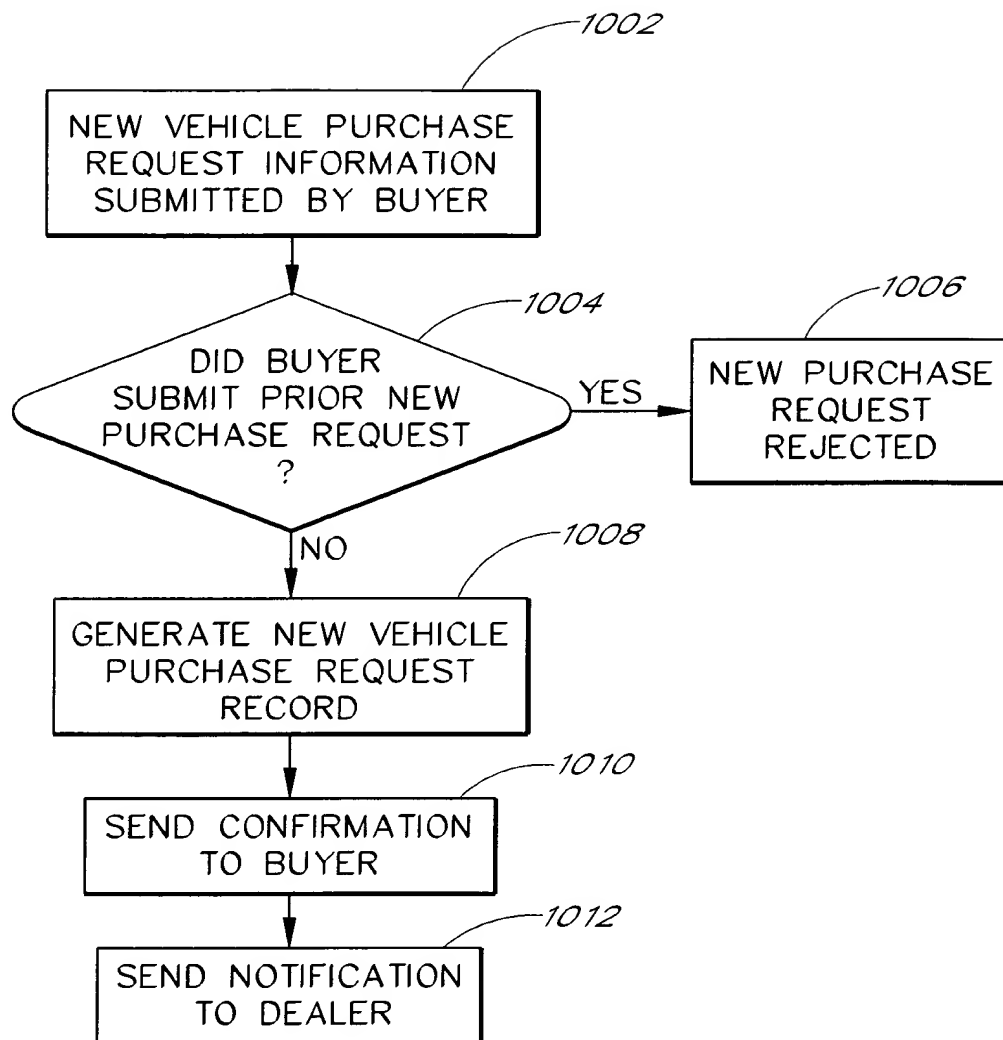 1002
NEW VEHICLE PURCHASE
REQUEST INFORMATION
SUBMITTED BY BUYER
1004
DID BUYER
SUBMIT PRIOR NEW
PURCHASE REQUEST
?
YES
1006
NEW PURCHASE
REQUEST
REJECTED
NO
1008
GENERATE NEW VEHICLE
PURCHASE REQUEST
RECORD
1010
SEND CONFIRMATION
TO BUYER
1012
SEND NOTIFICATION
TO DEALER